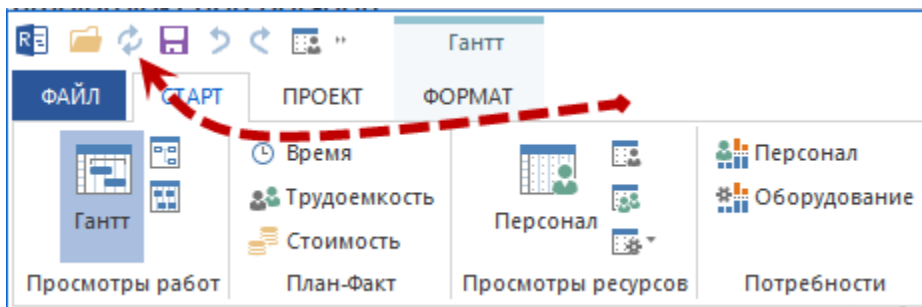 Гантт
ФАЙЛ СТАРТ ПРОЕКТ ФОРМАТ
Время Персонал
Трудоемкость Оборудование
Гантт Персонал
Стоимость
Просмотры работ План-Факт Просмотры ресурсов Потребности